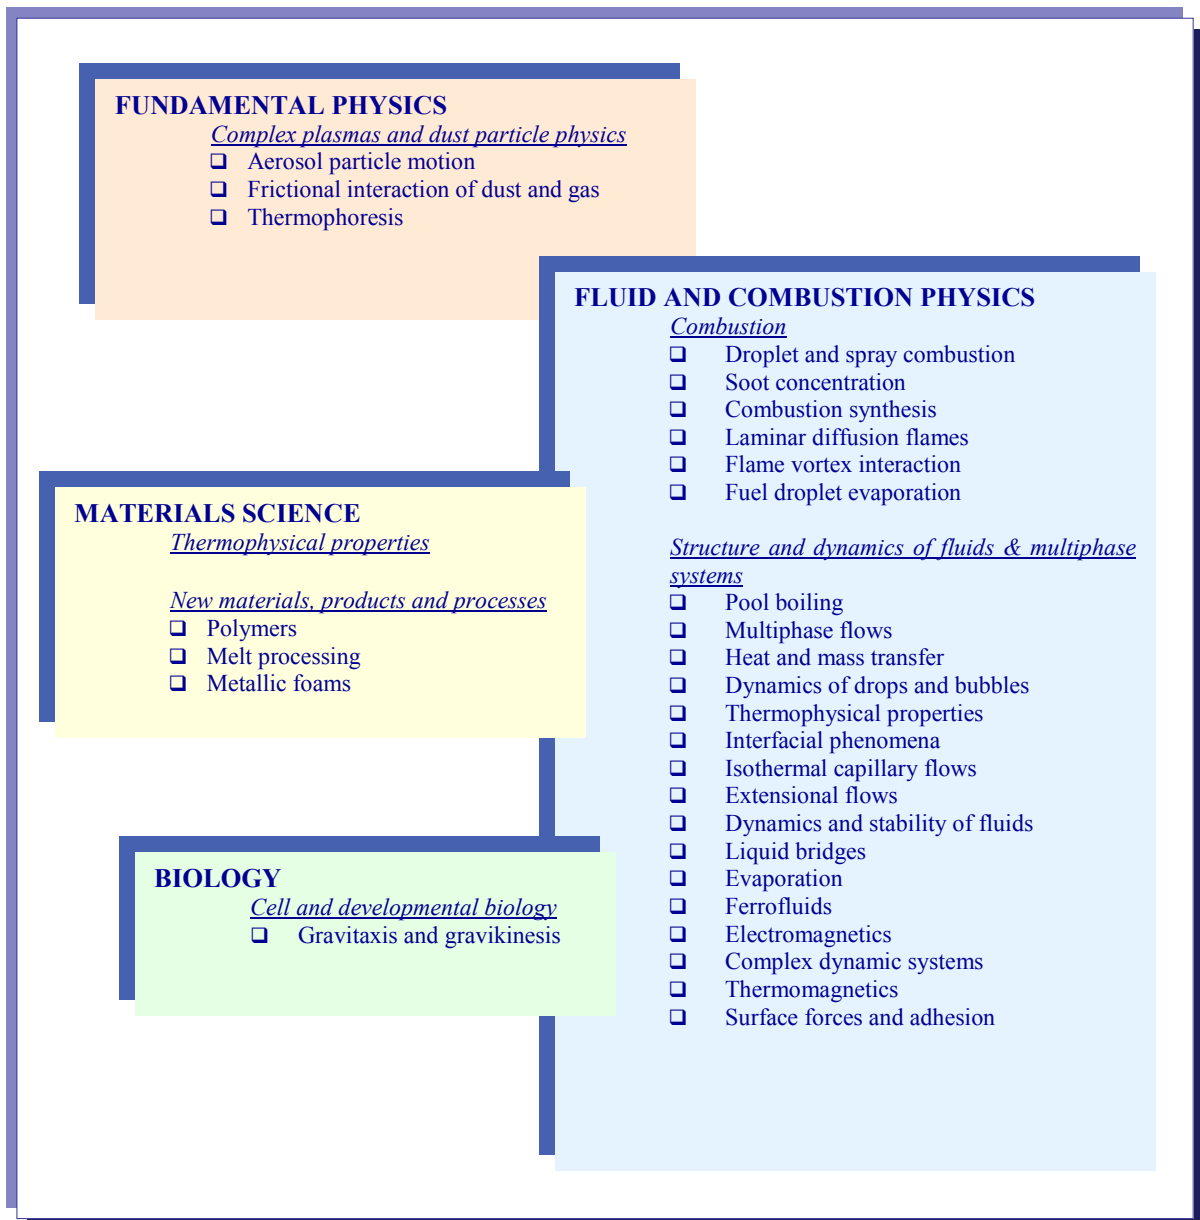 FUNDAMENTAL PHYSICS
Complex plasmas and dust particle physics
❑ Aerosol particle motion
❑ Frictional interaction of dust and gas
❑ Thermophoresis
FLUID AND COMBUSTION PHYSICS
Combustion
❑ Droplet and spray combustion
❑ Soot concentration
❑ Combustion synthesis
❑ Laminar diffusion flames
❑ Flame vortex interaction
❑ Fuel droplet evaporation
Structure and dynamics of fluids & multiphase
systems
❑ Pool boiling
❑ Multiphase flows
❑ Heat and mass transfer
❑ Dynamics of drops and bubbles
❑ Thermophysical properties
❑ Interfacial phenomena
❑ Isothermal capillary flows
❑ Extensional flows
❑ Dynamics and stability of fluids
❑ Liquid bridges
❑ Evaporation
❑ Ferrofluids
❑ Electromagnetics
❑ Complex dynamic systems
❑ Thermomagnetics
❑ Surface forces and adhesion
MATERIALS SCIENCE
Thermophysical properties
New materials, products and processes
❑ Polymers
❑ Melt processing
❑ Metallic foams
BIOLOGY
Cell and developmental biology
❑ Gravitaxis and gravikinesis